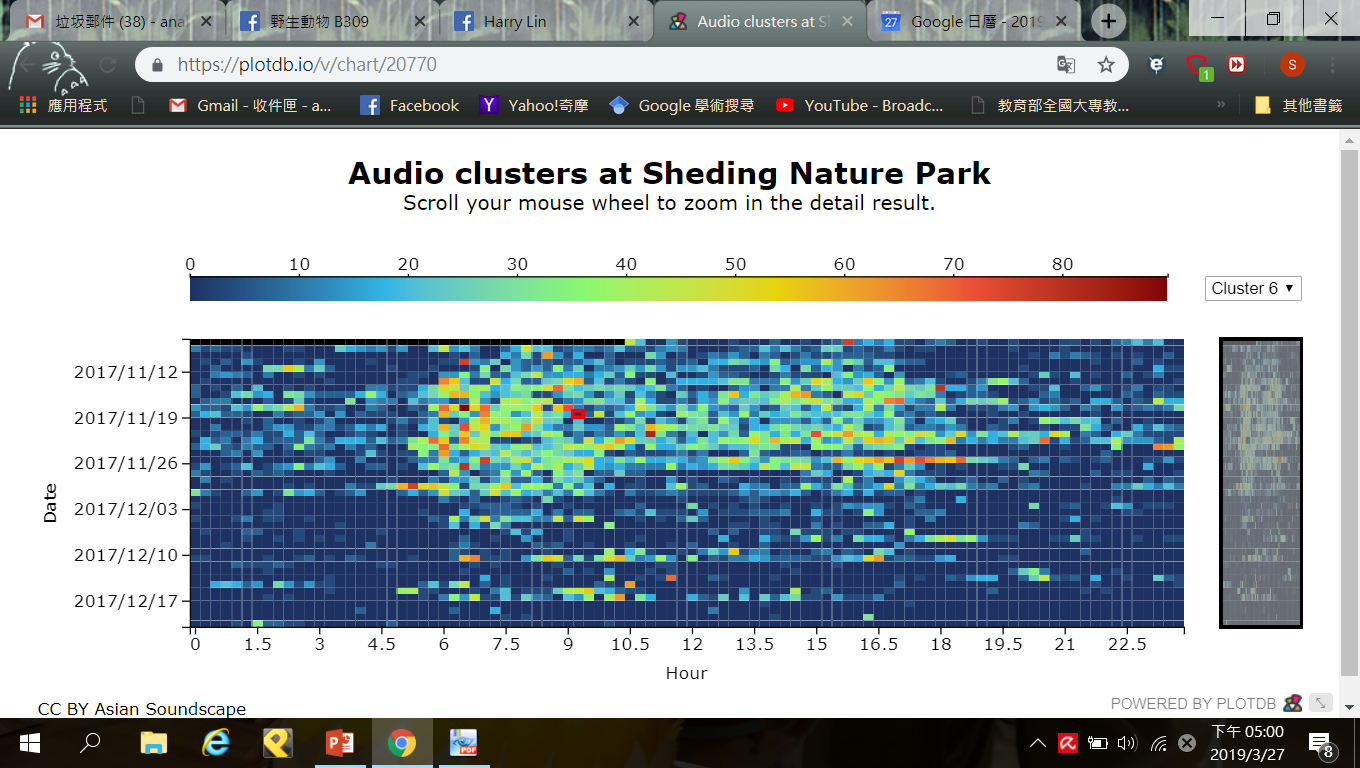 垃圾郵件 (38) - ana
野生動物 B309
Harry Lin
Audio clusters at Sh
Google 日曆 - 2019
https://plotdb.io/v/chart/20770
S
1
應用程式
Gmail - 收件匣 - a...
Facebook
Yahoo!奇摩
Google 學術搜尋
YouTube - Broadc...
教育部全國大專教...
其他書籤
Audio clusters at Sheding Nature Park
Scroll your mouse wheel to zoom in the detail result.
0 10 20 30 40 50 60 70 80
Cluster 6
2017/11/12
2017/11/19
2017/11/26
2017/12/03
2017/12/10
2017/12/17
Date
0 1.5 3 4.5 6 7.5 9 10.5 12 13.5 15 16.5 18 19.5 21 22.5
Hour
CC BY Asian Soundscape
POWERED BY PLOTDB
下午 05:00
2019/3/27
8